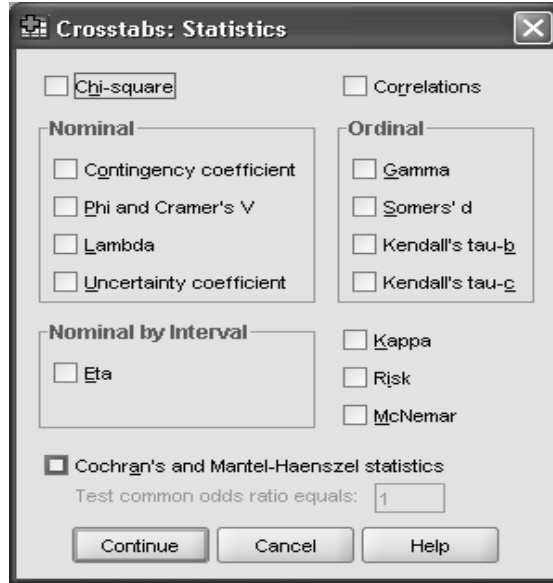 Crosstabs: Statistics
Chi-square
Correlations
Nominal
Contingency coefficient
Phi and Cramer's V
Lambda
Uncertainty coefficient
Ordinal
Gamma
Somers' d
Kendall's tau-b
Kendall's tau-c
Nominal by Interval
Eta
Kappa
Risk
McNemar
Cochran's and Mantel-Haenszel statistics
Test common odds ratio equals: 1
Continue Cancel Help